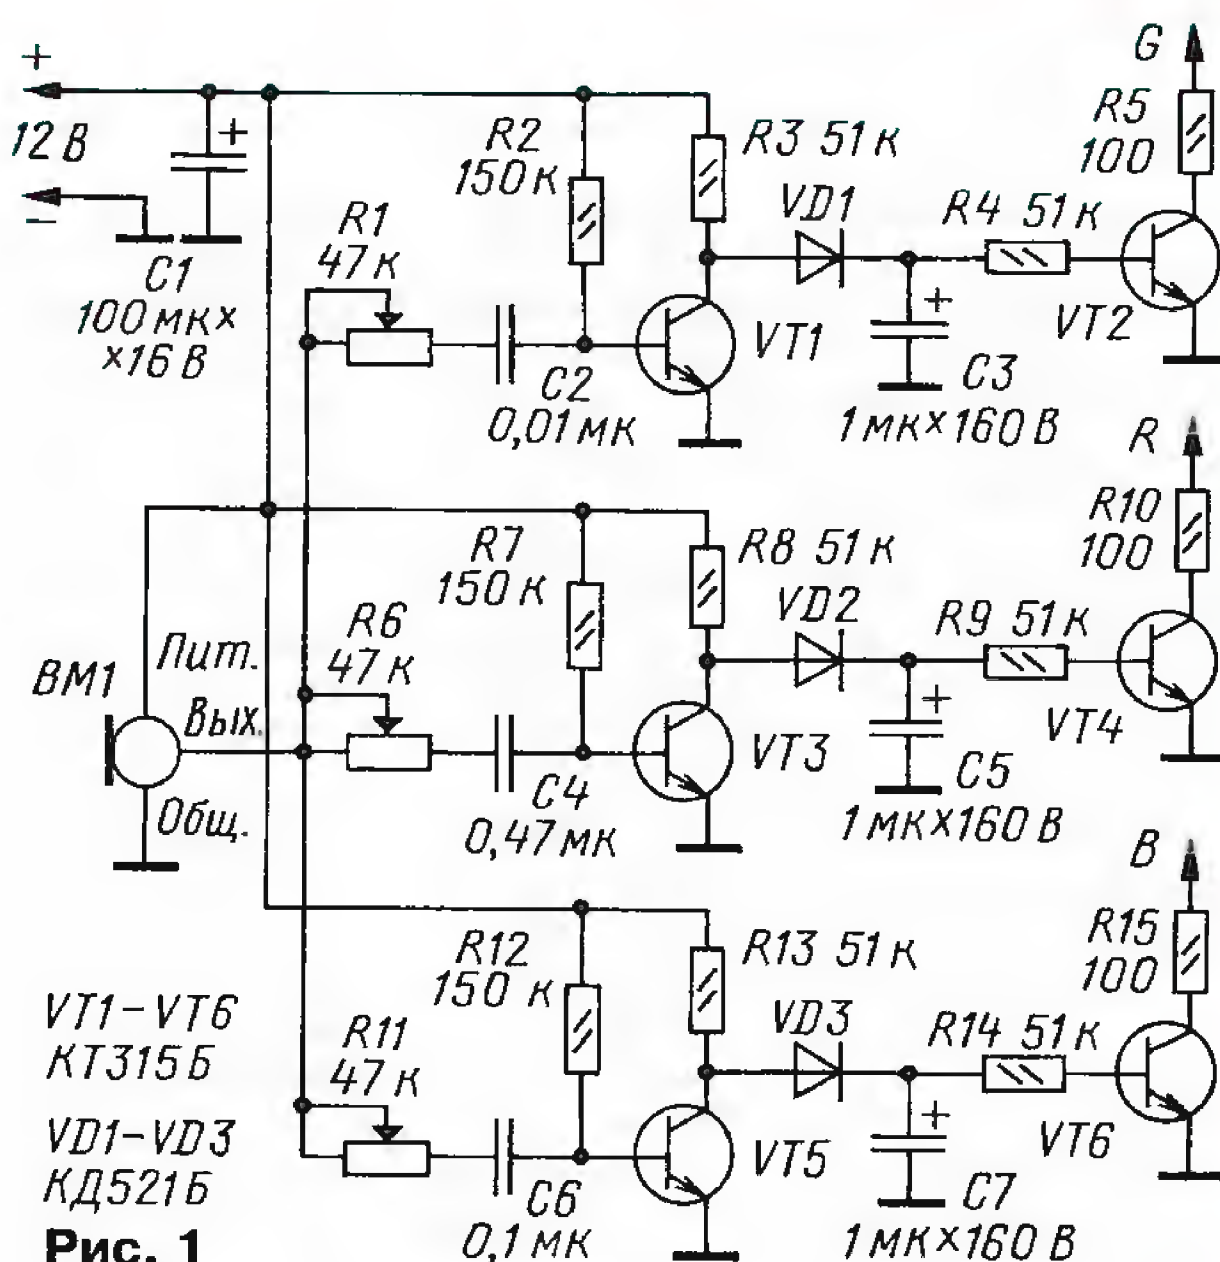 +
12 В
−
C1
100 мк×
×16 В
R1
47 к
R2
150 к
C2
0,01 мк
R3 51 к
VT1
VD1
C3
1 мк×160 В
R4 51 к
VT2
R5
100
G
BM1
Пит.
Вых.
Общ.
R6
47 к
R7
150 к
C4
0,47 мк
R8 51 к
VT3
VD2
+
C5
1 мк×160 В
R9 51 к
VT4
R10
100
R
R11
47 к
R12
150 к
C6
0,1 мк
R13 51 к
VT5
VD3
+
C7
1 мк×160 В
R14 51 к
VT6
R15
100
B
VT1–VT6
КТ315Б
VD1–VD3
КД521Б
Рис. 1